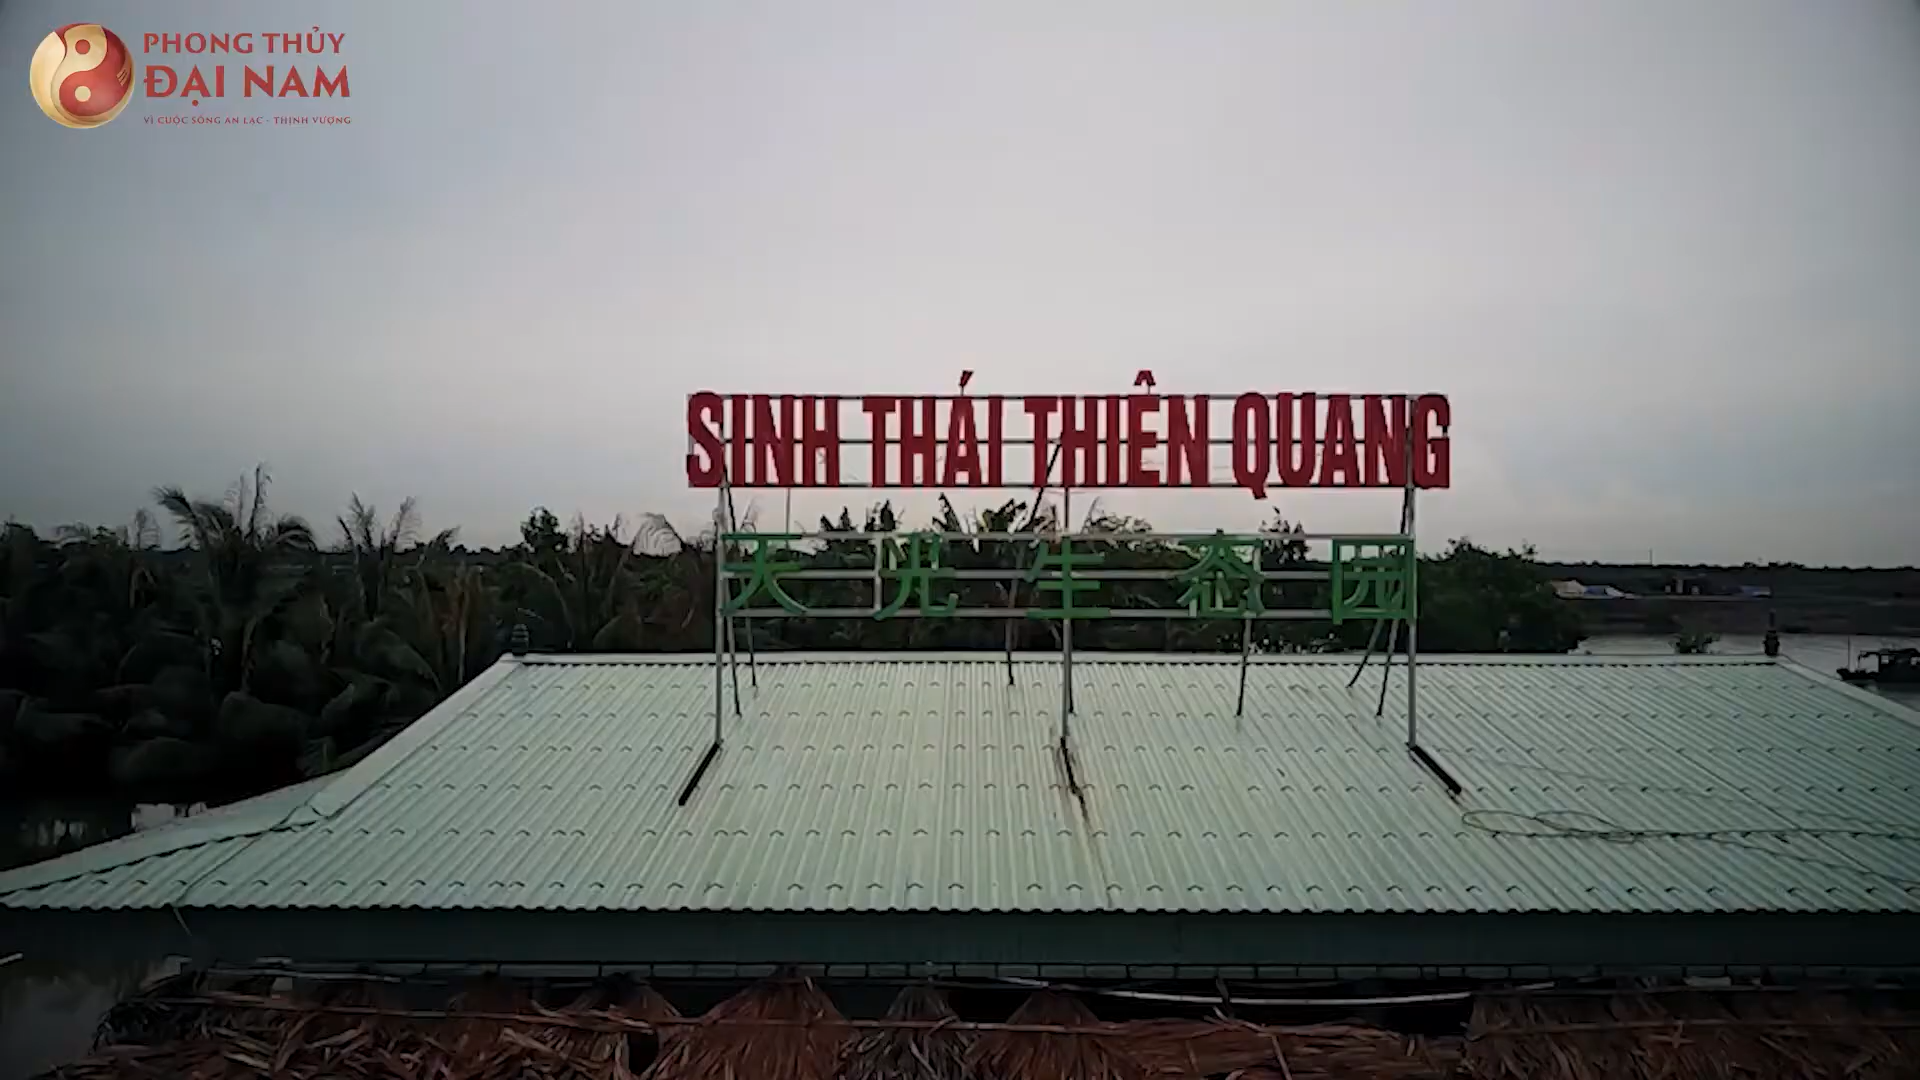 PHONG THỦY
ĐẠI NAM
VÌ CUỘC SỐNG AN LẠC - THỊNH VƯỢNG
SINH THÁI THIÊN QUANG
天光生态园